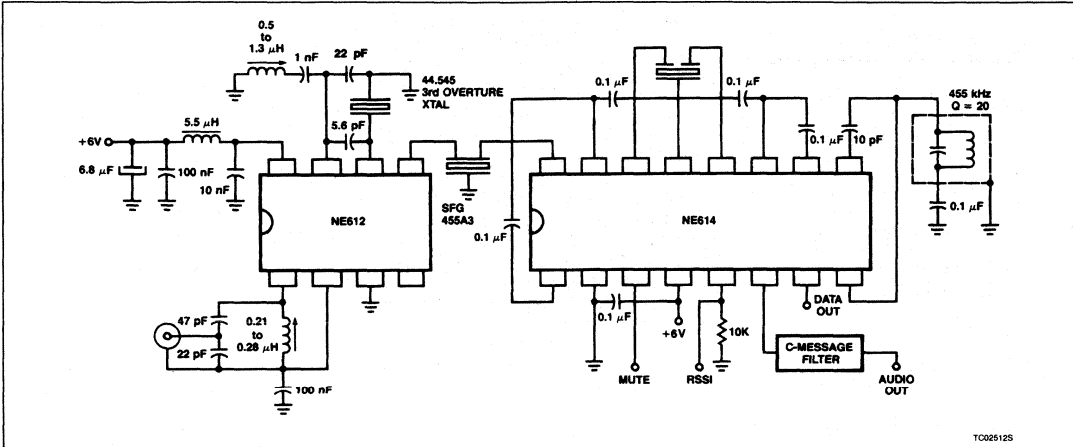 0.5
to
1.3 μH
1 nF
22 pF
44.545
3rd OVERTURE
XTAL
5.6 pF
+6V
5.5 μH
6.8 μF
100 nF
10 nF
NE612
47 pF
22 pF
0.21
to
0.28 μH
100 nF
SFG
455A3
0.1 μF
0.1 μF
0.1 μF
0.1 μF
10 pF
455 kHz
Q = 20
0.1 μF
NE614
0.1 μF
+6V
10K
MUTE
RSSI
DATA
OUT
C-MESSAGE
FILTER
AUDIO
OUT
TC02512S